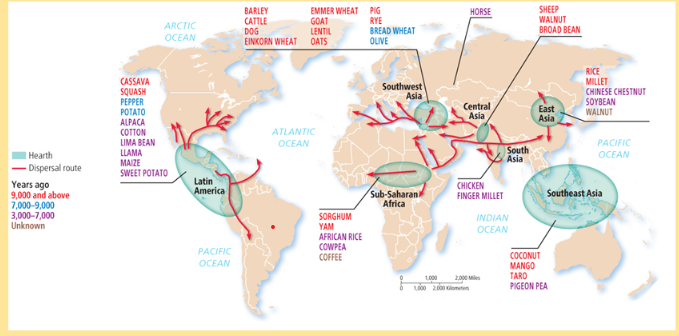 ARCTIC
OCEAN
BARLEY
CATTLE
DOG
EINKORN WHEAT
EMMER WHEAT
GOAT
LENTIL
OATS
PIG
RYE
BREAD WHEAT
OLIVE
HORSE
SHEEP
WALNUT
BROAD BEAN
CASSAVA
SQUASH
PEPPER
POTATO
ALPACA
COTTON
LIMA BEAN
LLAMA
MAIZE
SWEET POTATO
Southwest
Asia
Central
Asia
East
Asia
RICE
MILLET
CHINESE CHESTNUT
SOYBEAN
WALNUT
ATLANTIC
OCEAN
PACIFIC
OCEAN
Hearth
Dispersal route
Years ago
9,000 and above
7,000–9,000
3,000–7,000
Unknown
Latin
America
South
Asia
Sub-Saharan
Africa
CHICKEN
FINGER MILLET
Southeast Asia
SORGHUM
YAM
AFRICAN RICE
COWPEA
COFFEE
INDIAN
OCEAN
PACIFIC
OCEAN
COCONUT
MANGO
TARO
PIGEON PEA
0 1,000 2,000 Miles
0 1,000 2,000 Kilometers